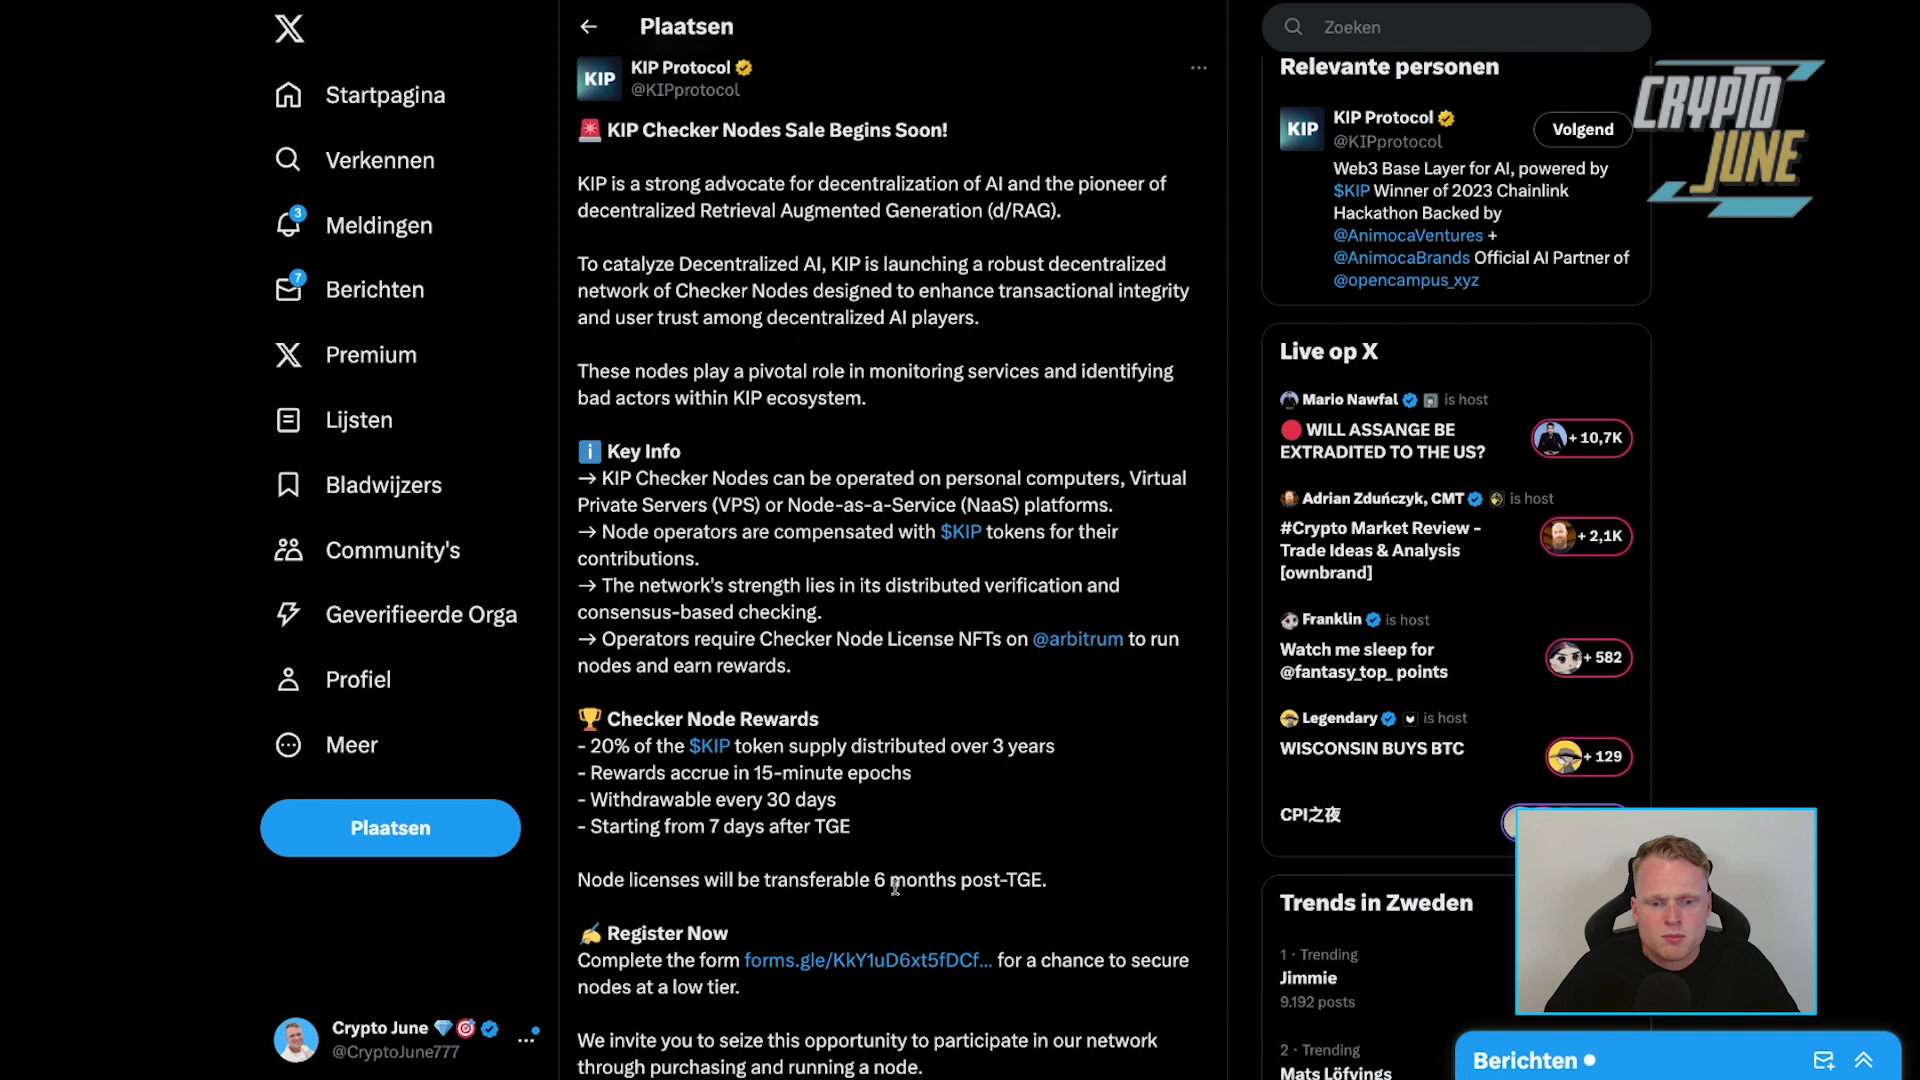 Startpagina
Verkennen
3
Meldingen
7
Berichten
Premium
Lijsten
Bladwijzers
Community's
Geverifieerde Orga
Profiel
Meer
Plaatsen
Crypto June
@CryptoJune777
Plaatsen
KIP
KIP Protocol
@KIPprotocol
KIP Checker Nodes Sale Begins Soon!
KIP is a strong advocate for decentralization of AI and the pioneer of
decentralized Retrieval Augmented Generation (d/RAG).
To catalyze Decentralized AI, KIP is launching a robust decentralized
network of Checker Nodes designed to enhance transactional integrity
and user trust among decentralized AI players.
These nodes play a pivotal role in monitoring services and identifying
bad actors within KIP ecosystem.
Key Info
→ KIP Checker Nodes can be operated on personal computers, Virtual
Private Servers (VPS) or Node-as-a-Service (NaaS) platforms.
→ Node operators are compensated with $KIP tokens for their
contributions.
→ The network's strength lies in its distributed verification and
consensus-based checking.
→ Operators require Checker Node License NFTs on @arbitrum to run
nodes and earn rewards.
Checker Node Rewards
- 20% of the $KIP token supply distributed over 3 years
- Rewards accrue in 15-minute epochs
- Withdrawable every 30 days
- Starting from 7 days after TGE
Node licenses will be transferable 6 months post-TGE.
Register Now
Complete the form forms.gle/KkY1uD6xt5fDCf... for a chance to secure
nodes at a low tier.
We invite you to seize this opportunity to participate in our network
through purchasing and running a node.
Zoeken
Relevante personen
KIP
KIP Protocol
@KIPprotocol
Volgend
Web3 Base Layer for AI, powered by
$KIP Winner of 2023 Chainlink
Hackathon Backed by
@AnimocaVentures +
@AnimocaBrands Official AI Partner of
@opencampus_xyz
CRYPTO
JUNE
Live op X
Mario Nawfal is host
WILL ASSANGE BE
EXTRADITED TO THE US?
+ 10,7K
Adrian Zduńczyk, CMT is host
#Crypto Market Review -
Trade Ideas & Analysis
[ownbrand]
+ 2,1K
Franklin is host
Watch me sleep for
@fantasy_top_ points
+ 582
Legendary is host
WISCONSIN BUYS BTC
+ 129
CPI之夜
Trends in Zweden
1 · Trending
Jimmie
9.192 posts
2 · Trending
Mats Löfvings
Berichten